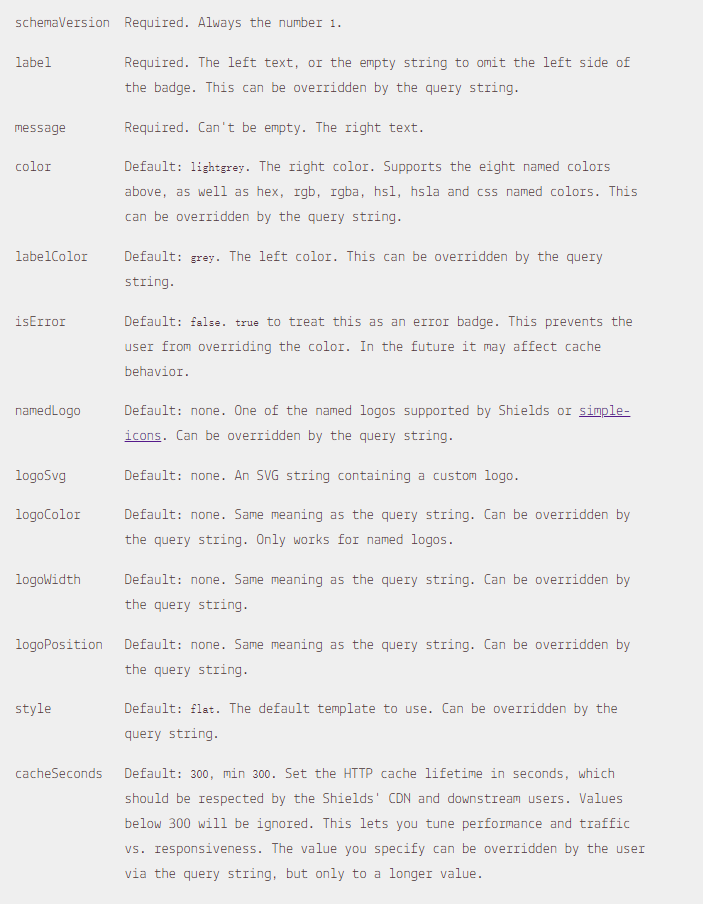 schemaVersion Required. Always the number 1.
label Required. The left text, or the empty string to omit the left side of
the badge. This can be overridden by the query string.
message Required. Can't be empty. The right text.
color Default: lightgrey. The right color. Supports the eight named colors
above, as well as hex, rgb, rgba, hsl, hsla and css named colors. This
can be overridden by the query string.
labelColor Default: grey. The left color. This can be overridden by the query
string.
isError Default: false. true to treat this as an error badge. This prevents the
user from overriding the color. In the future it may affect cache
behavior.
namedLogo Default: none. One of the named logos supported by Shields or simple-
icons. Can be overridden by the query string.
logoSvg Default: none. An SVG string containing a custom logo.
logoColor Default: none. Same meaning as the query string. Can be overridden by
the query string. Only works for named logos.
logoWidth Default: none. Same meaning as the query string. Can be overridden by
the query string.
logoPosition Default: none. Same meaning as the query string. Can be overridden by
the query string.
style Default: flat. The default template to use. Can be overridden by the
query string.
cacheSeconds Default: 300, min 300. Set the HTTP cache lifetime in seconds, which
should be respected by the Shields' CDN and downstream users. Values
below 300 will be ignored. This lets you tune performance and traffic
vs. responsiveness. The value you specify can be overridden by the user
via the query string, but only to a longer value.